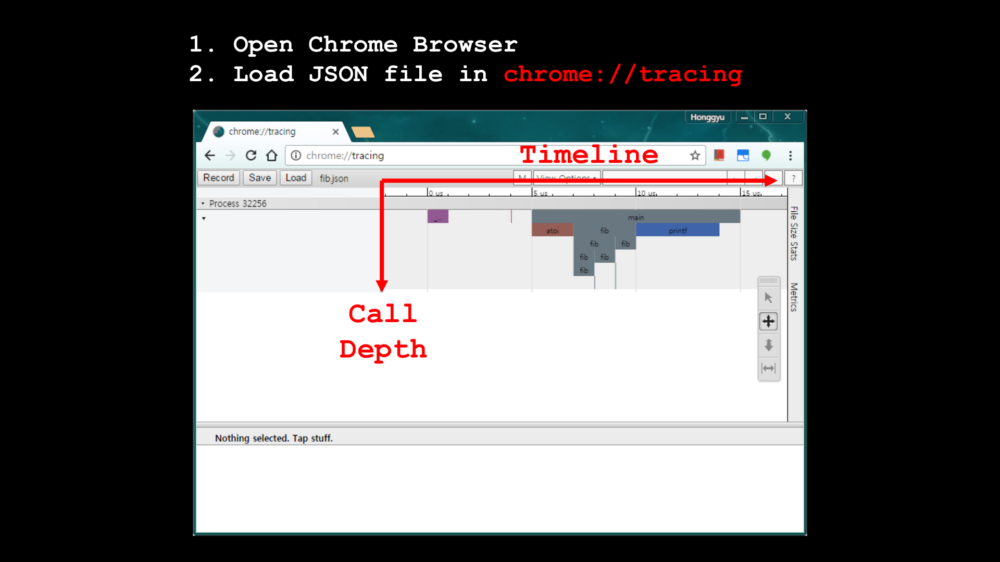 1. Open Chrome Browser
2. Load JSON file in chrome://tracing
Honggyu
chrome://tracing
chrome://tracing
Timeline
Record Save Load fib.json M View Options ?
0 us 5 us 10 us 15 us
Process 32256
main
atoi fib printf
fib fib
fib fib
fib
File Size Stats
Metrics
Call
Depth
Nothing selected. Tap stuff.